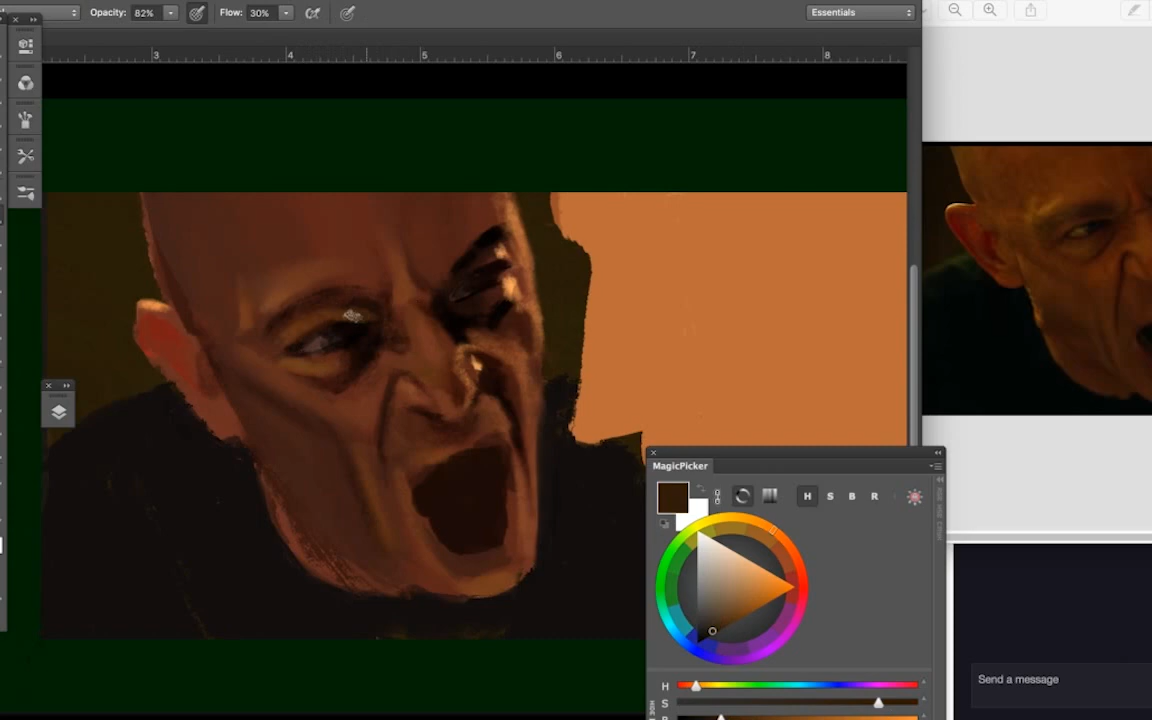 Opacity: 82% Flow: 30% Essentials
3 4 5 6 7 8
MagicPicker
H S B R
H
S
Send a message